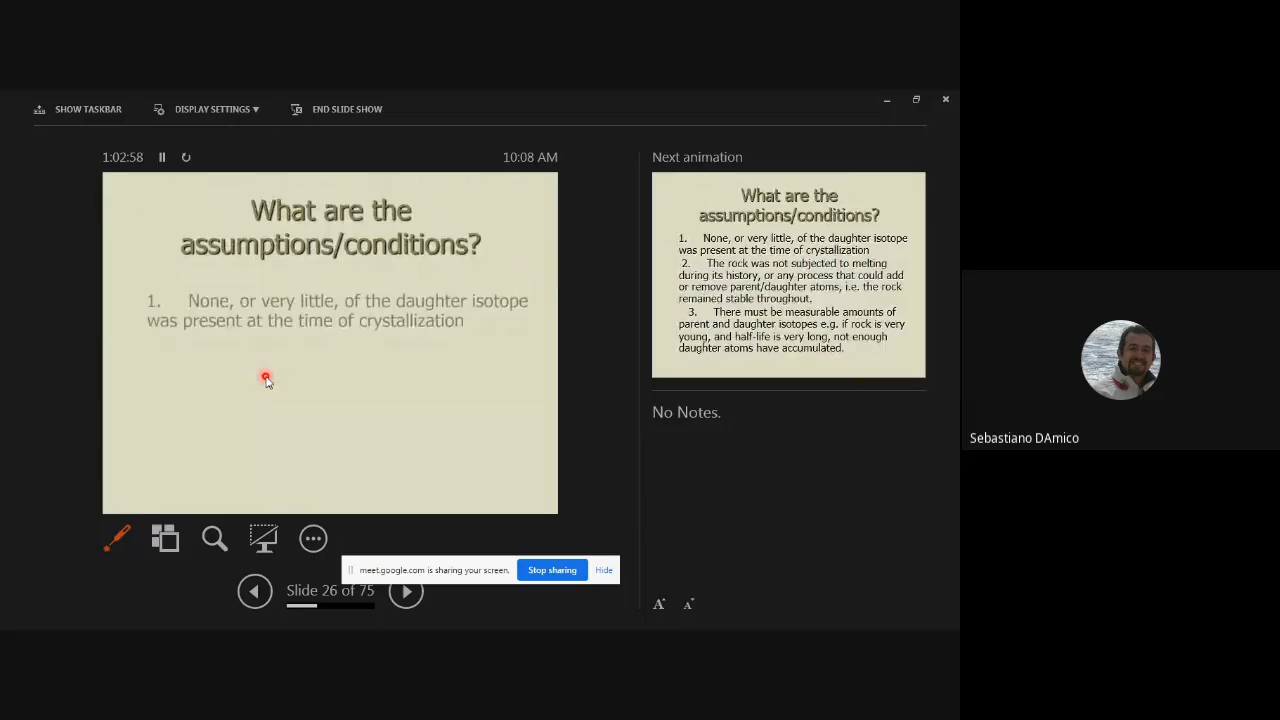 SHOW TASKBAR DISPLAY SETTINGS ▼ END SLIDE SHOW
1:02:58 10:08 AM
What are the
assumptions/conditions?
1. None, or very little, of the daughter isotope
was present at the time of crystallization
Next animation
What are the
assumptions/conditions?
1. None, or very little, of the daughter isotope
was present at the time of crystallization
2. The rock was not subjected to melting
during its history, or any process that could add
or remove parent/daughter atoms, i.e. the rock
remained stable throughout.
3. There must be measurable amounts of
parent and daughter isotopes e.g. if rock is very
young, and half-life is very long, not enough
daughter atoms have accumulated.
No Notes.
meet.google.com is sharing your screen. Stop sharing Hide
Slide 26 of 75
A A
Sebastiano DAmico